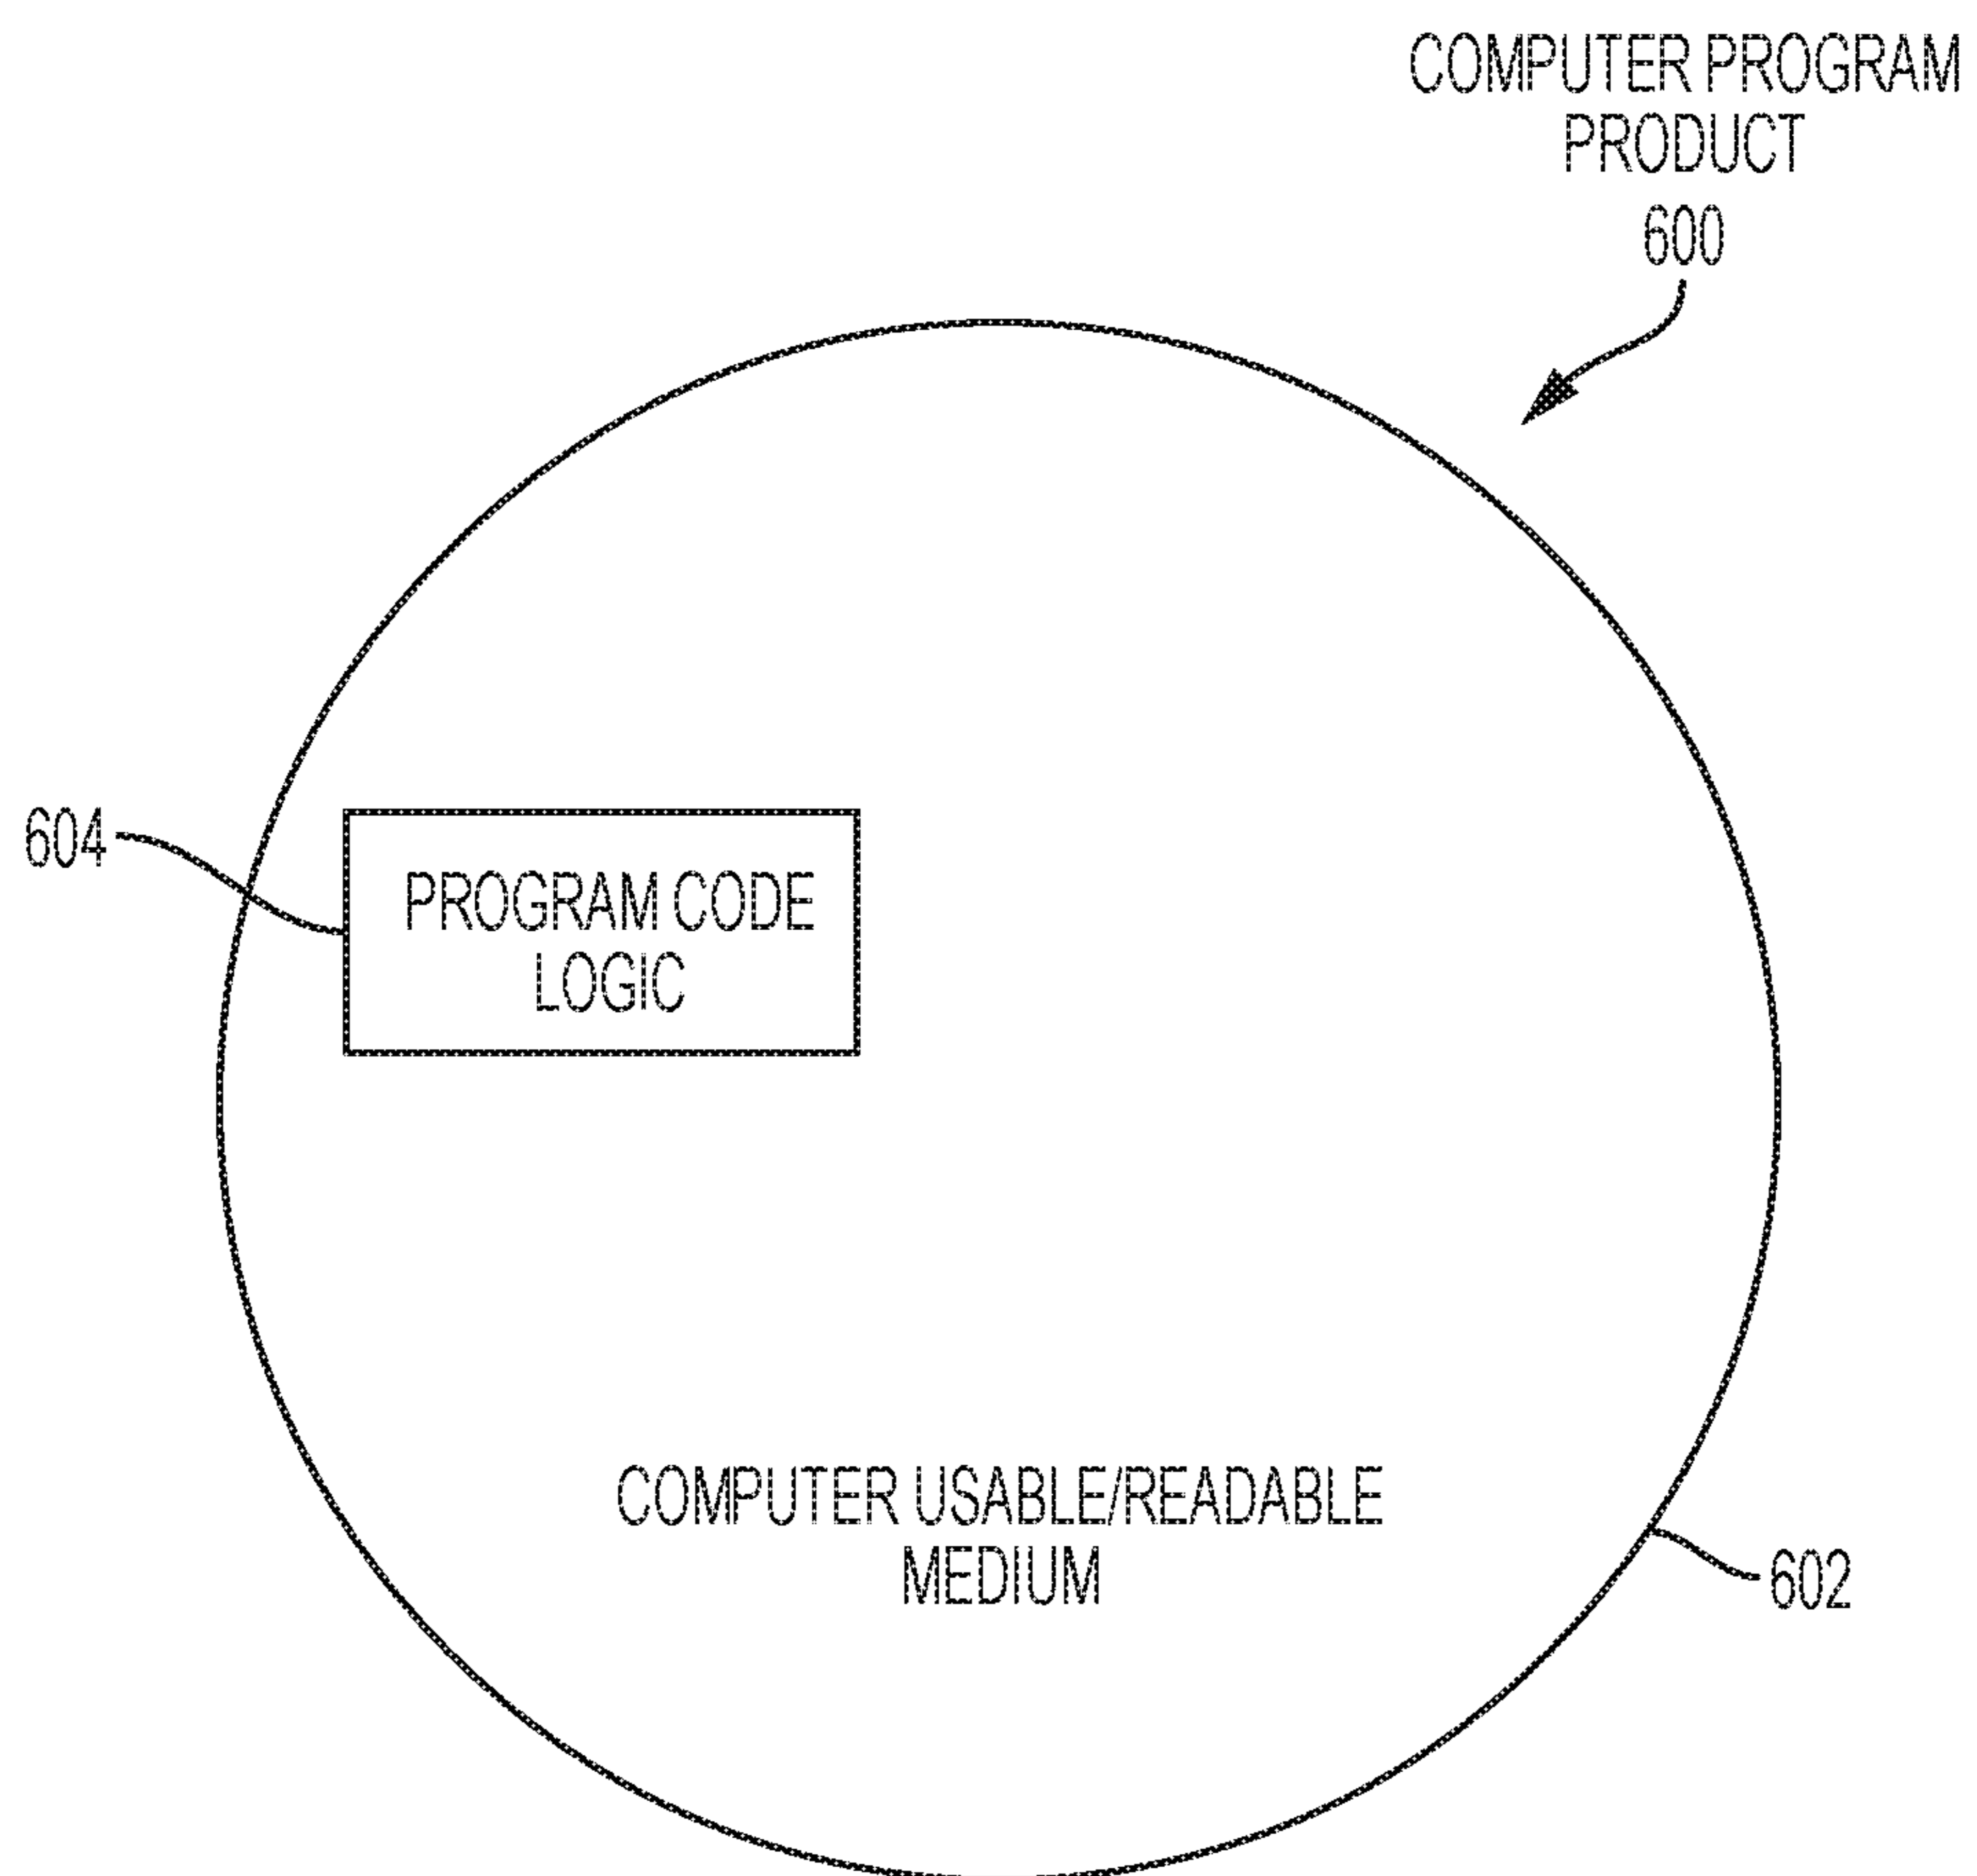 COMPUTER PROGRAM
PRODUCT
600
604
PROGRAM CODE
LOGIC
COMPUTER USABLE/READABLE
MEDIUM
602